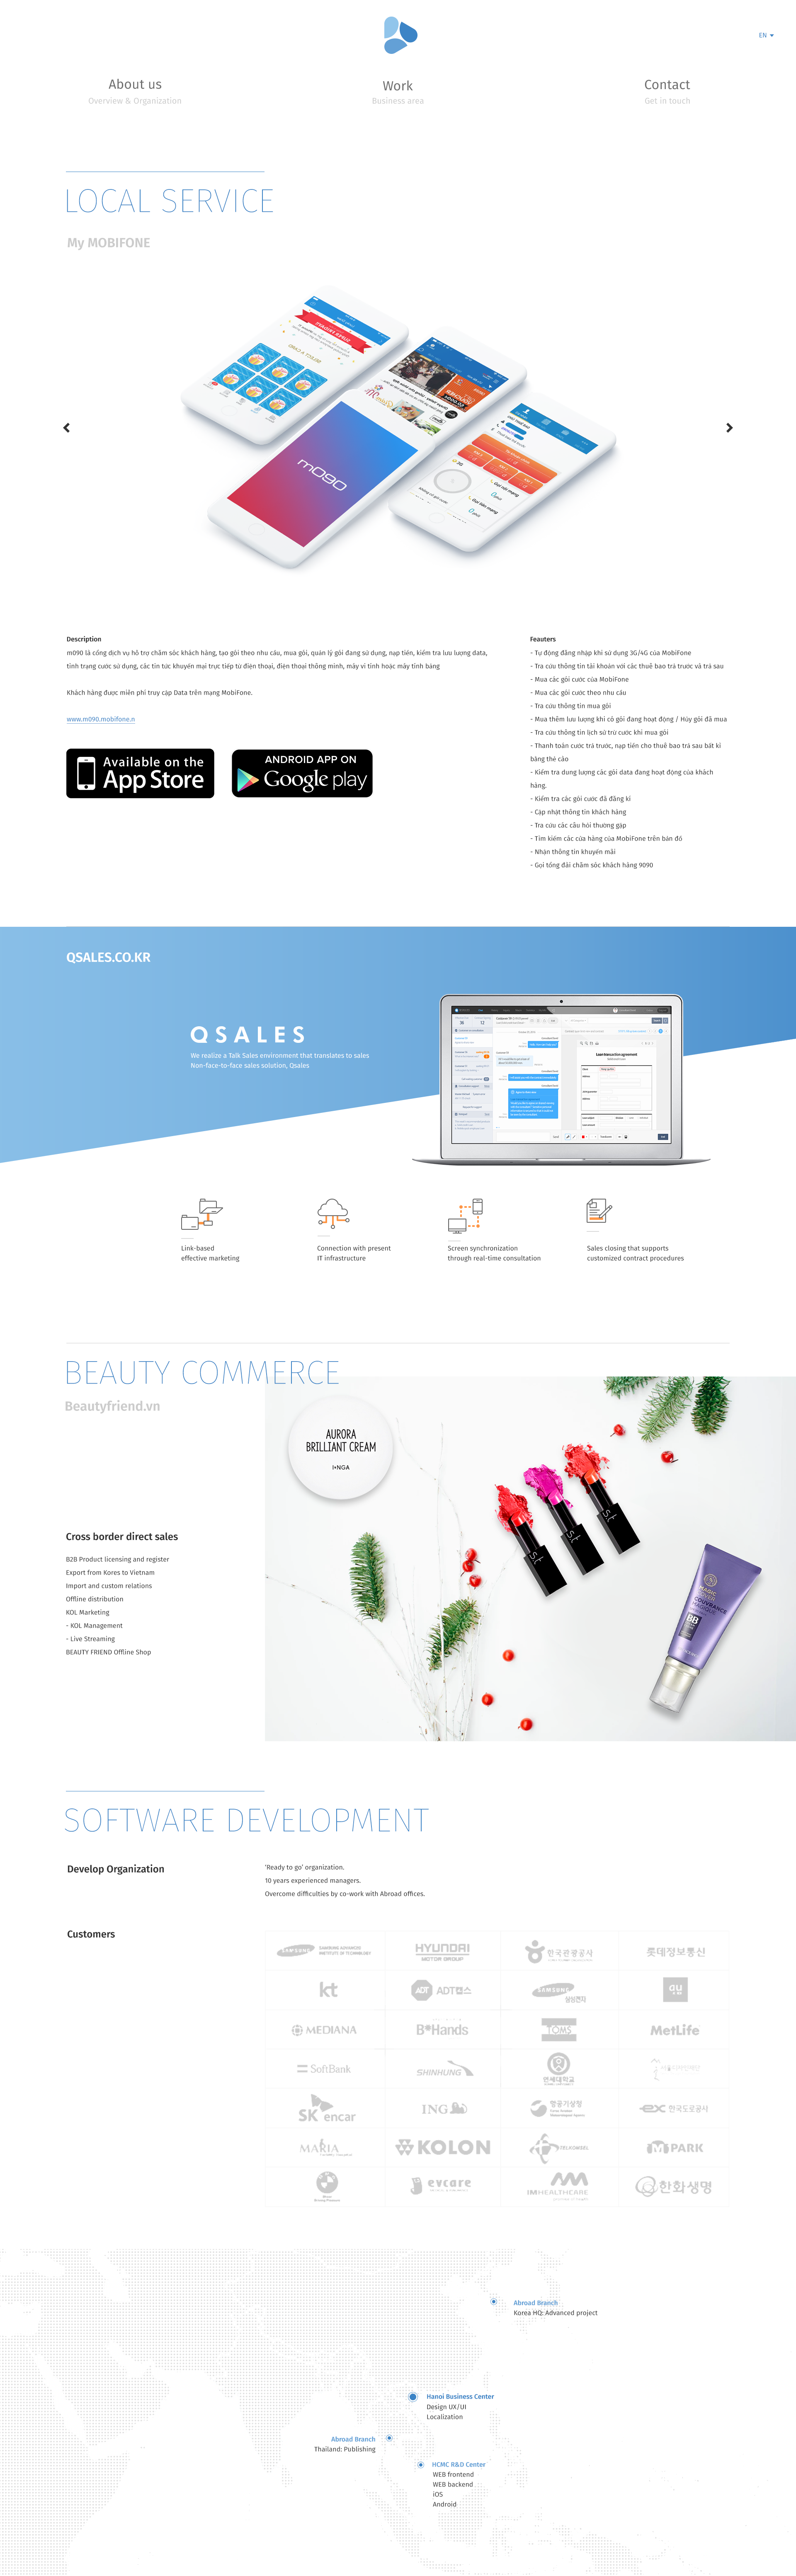 EN
About us
Overview & Organization
Work
Business area
Contact
Get in touch
LOCAL SERVICE
My MOBIFONE
m090
Description
m090 là cổng dịch vụ hỗ trợ chăm sóc khách hàng, tạo gói theo nhu cầu, mua gói, quản lý gói đang sử dụng, nạp tiền, kiểm tra lưu lượng data,
tình trạng cước sử dụng, các tin tức khuyến mại trực tiếp từ điện thoại, điện thoại thông minh, máy vi tính hoặc máy tính bảng
Khách hàng được miễn phí truy cập Data trên mạng MobiFone.
www.m090.mobifone.n
Available on the
App Store
ANDROID APP ON
Google play
Feauters
- Tự động đăng nhập khi sử dụng 3G/4G của MobiFone
- Tra cứu thông tin tài khoản với các thuê bao trả trước và trả sau
- Mua các gói cước của MobiFone
- Mua các gói cước theo nhu cầu
- Tra cứu thông tin mua gói
- Mua thêm lưu lượng khi có gói đang hoạt động / Hủy gói đã mua
- Tra cứu thông tin lịch sử trừ cước khi mua gói
- Thanh toán cước trả trước, nạp tiền cho thuê bao trả sau bất kì
bằng thẻ cào
- Kiểm tra dung lượng các gói data đang hoạt động của khách
hàng.
- Kiểm tra các gói cước đã đăng kí
- Cập nhật thông tin khách hàng
- Tra cứu các câu hỏi thường gặp
- Tìm kiếm các cửa hàng của MobiFone trên bản đồ
- Nhận thông tin khuyến mãi
- Gọi tổng đài chăm sóc khách hàng 9090
QSALES.CO.KR
QSALES
We realize a Talk Sales environment that translates to sales
Non-face-to-face sales solution, Qsales
Loan transaction agreement
Link-based
effective marketing
Connection with present
IT infrastructure
Screen synchronization
through real-time consultation
Sales closing that supports
customized contract procedures
BEAUTY COMMERCE
Beautyfriend.vn
AURORA
BRILLIANT CREAM
I•NGA
BB
Cross border direct sales
B2B Product licensing and register
Export from Kores to Vietnam
Import and custom relations
Offline distribution
KOL Marketing
- KOL Management
- Live Streaming
BEAUTY FRIEND Offline Shop
SOFTWARE DEVELOPMENT
Develop Organization
'Ready to go' organization.
10 years experienced managers.
Overcome difficulties by co-work with Abroad offices.
Customers
SAMSUNG SAMSUNG ADVANCED
INSTITUTE OF TECHNOLOGY
HYUNDAI
MOTOR GROUP
한국관광공사
롯데정보통신
kt
ADT ADT캡스
SAMSUNG
삼성전자
au
MEDIANA
B*Hands
TOMS
MetLife
SoftBank
SHINHUNG
연세대학교
SK encar
ING
항공기상청
ex 한국도로공사
MARIA
KOLON
TELKOMSEL
M PARK
evcare
IMHEALTHCARE
한화생명
Abroad Branch
Korea HQ: Advanced project
Hanoi Business Center
Design UX/UI
Localization
Abroad Branch
Thailand: Publishing
HCMC R&D Center
WEB frontend
WEB backend
iOS
Android